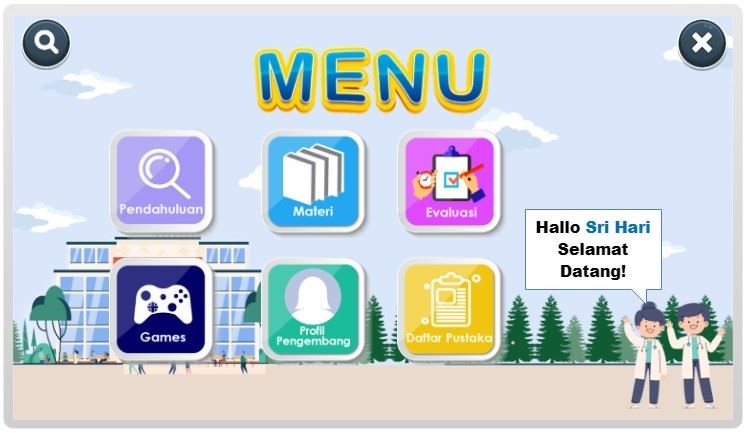 MENU
Pendahuluan
Materi
Evaluasi
Hallo Sri Hari
Selamat
Datang!
Games
Profil
Pengembang
Daftar Pustaka